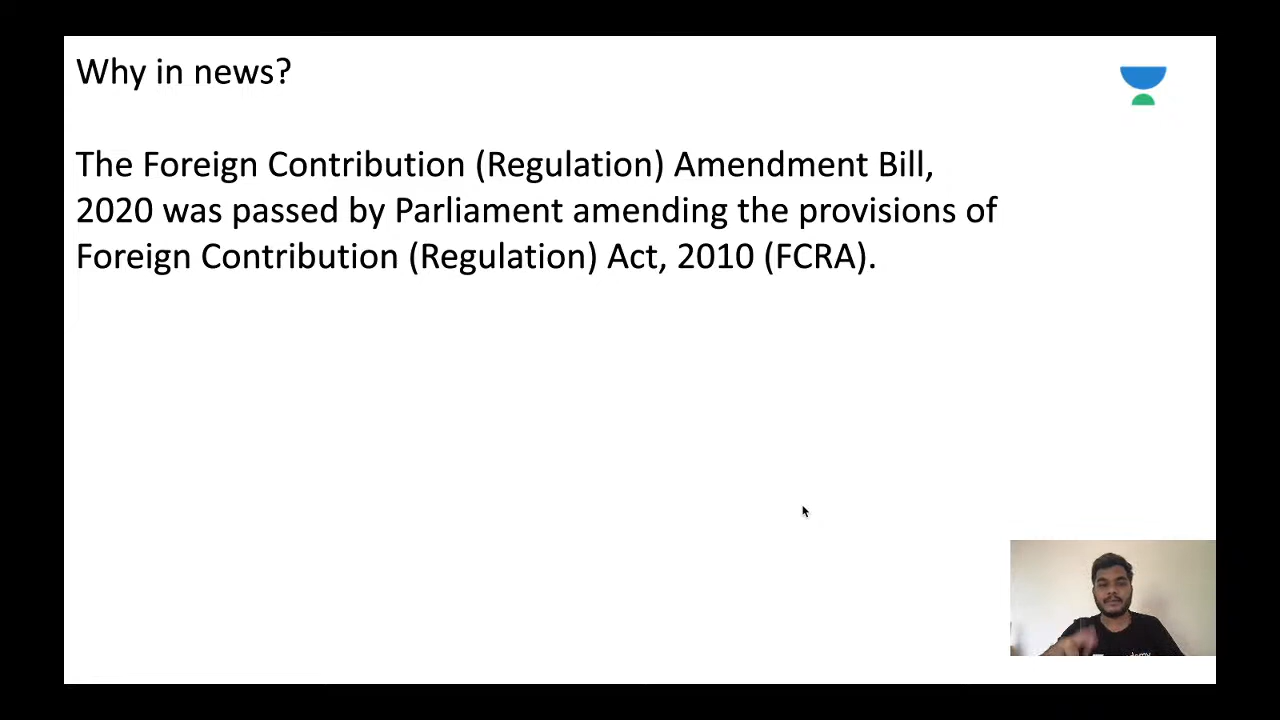 Why in news?
The Foreign Contribution (Regulation) Amendment Bill,
2020 was passed by Parliament amending the provisions of
Foreign Contribution (Regulation) Act, 2010 (FCRA).